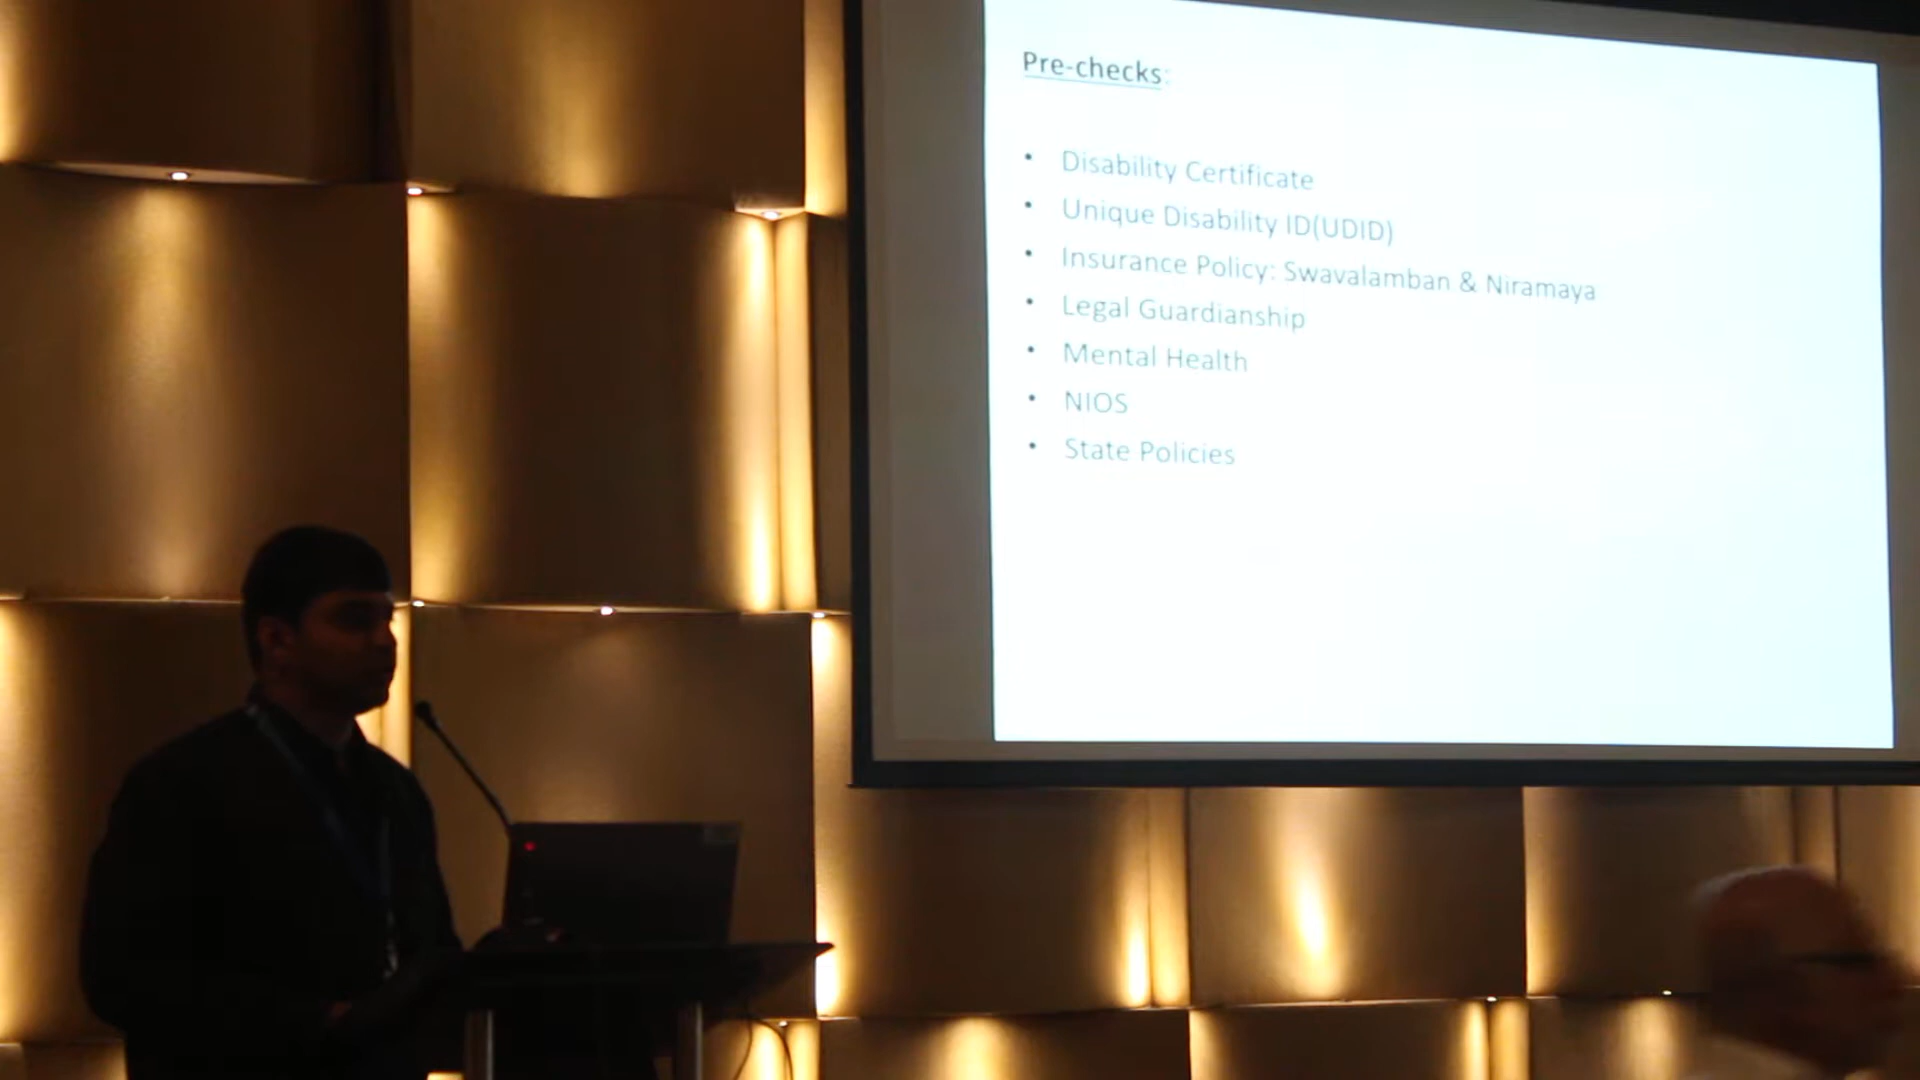 Pre-checks:
• Disability Certificate
• Unique Disability ID(UDID)
• Insurance Policy: Swavalamban & Niramaya
• Legal Guardianship
• Mental Health
• NIOS
• State Policies